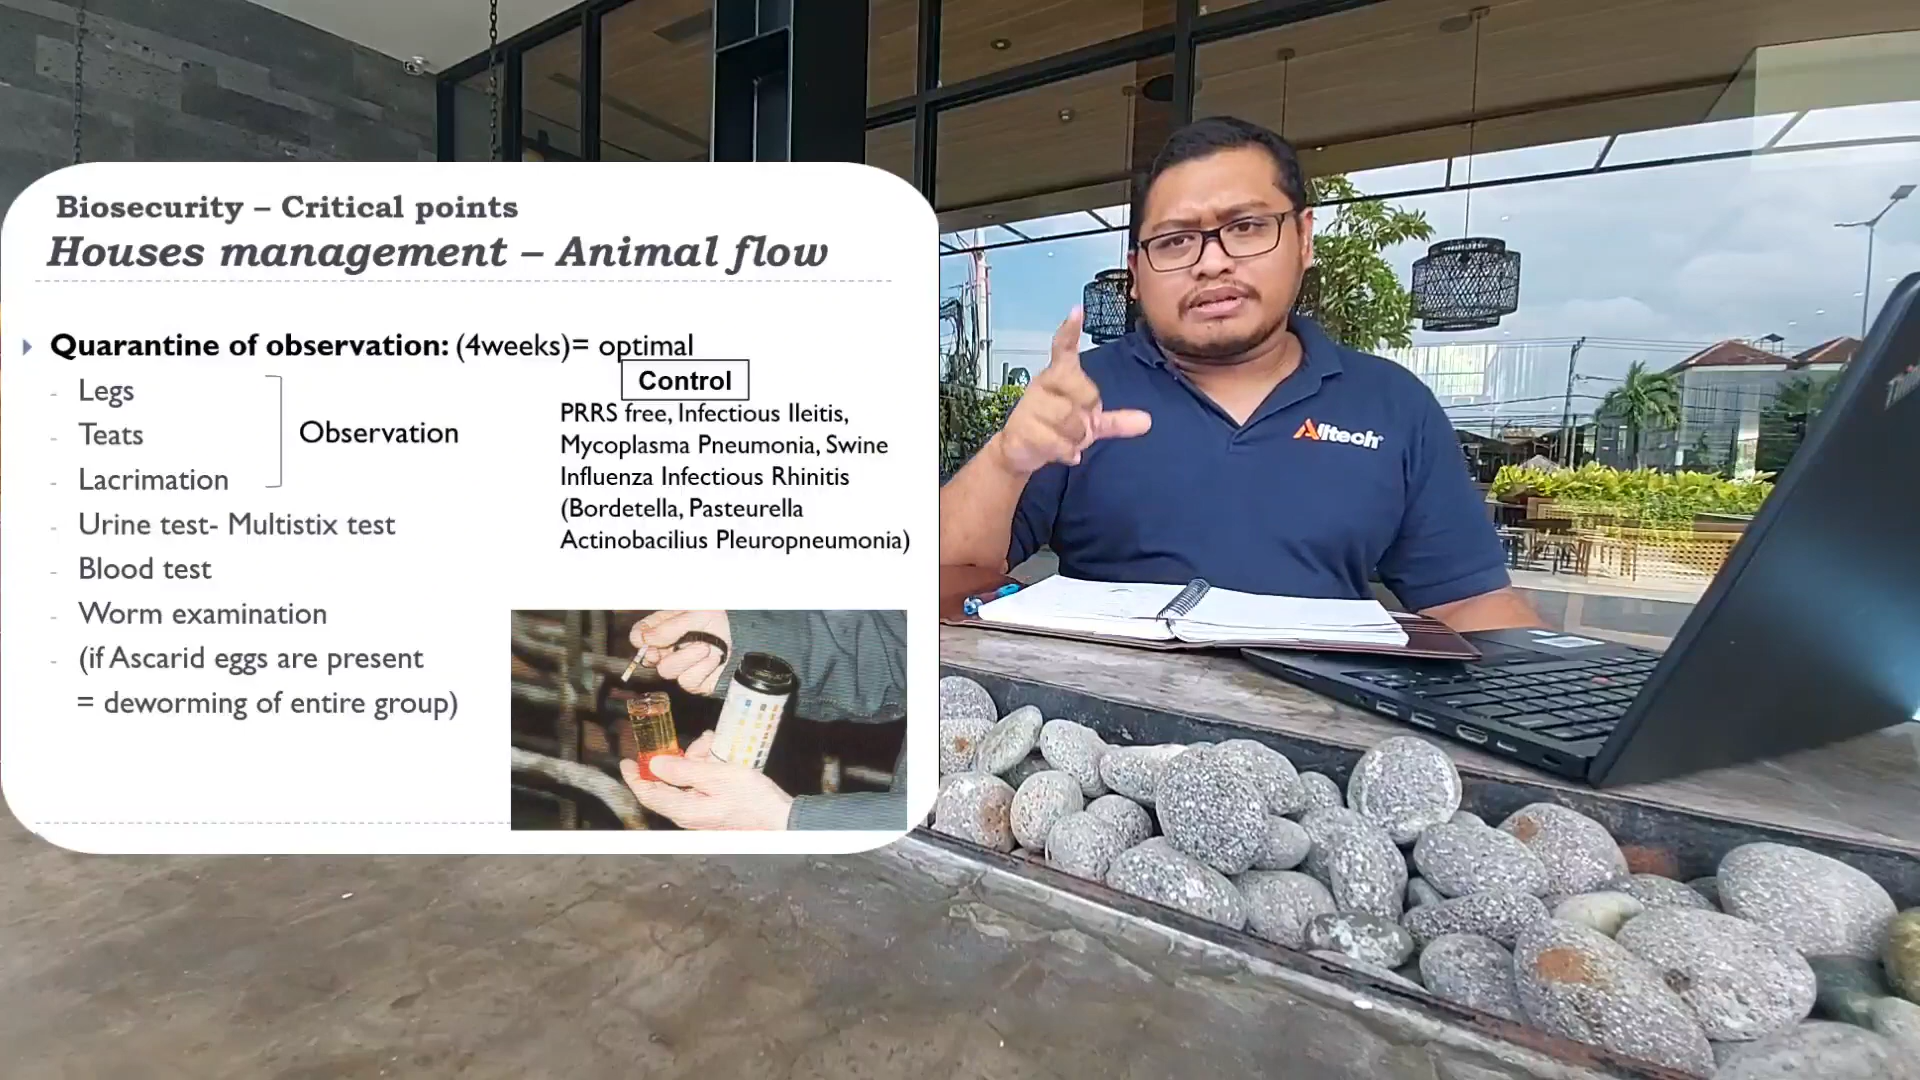 Biosecurity – Critical points
Houses management – Animal flow
Quarantine of observation: (4weeks)= optimal
- Legs
- Teats
- Lacrimation
Observation
- Urine test- Multistix test
- Blood test
- Worm examination
- (if Ascarid eggs are present
= deworming of entire group)
Control
PRRS free, Infectious Ileitis,
Mycoplasma Pneumonia, Swine
Influenza Infectious Rhinitis
(Bordetella, Pasteurella
Actinobacilius Pleuropneumonia)
Alltech